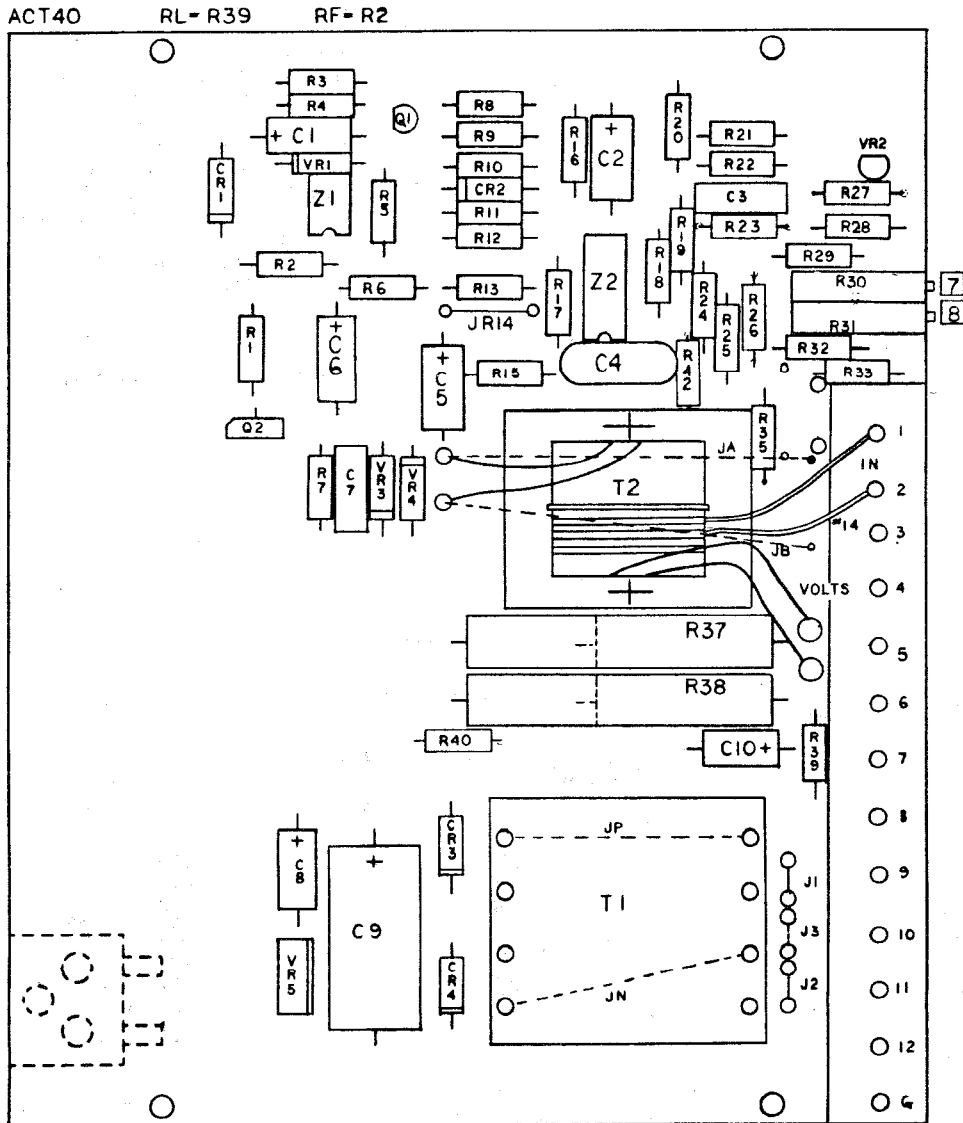 ACT40 RL=R39 RF=R2
R3
R4
+ C1
VR1
Z1
Q1
CR1
R5
R8
R9
R10
CR2
R11
R12
R16
+ C2
R20
R21
R22
C3
R23
VR2
R27
R28
R29
R2
R6
R13
JR14
R17
Z2
R18
R19
R24
R25
R26
R30
7
R31
8
R1
+ C6
+ C5
R15
C4
R42
R32
R33
Q2
R35
R7
C7
VR3
VR4
JA
T2
1
IN
2
#14
3
JB
VOLTS
4
R37
5
R38
6
R40
C10+
R39
7
8
+ C8
+ C9
CR3
JP
T1
J1
9
J3
10
VR5
CR4
JN
J2
11
12
G